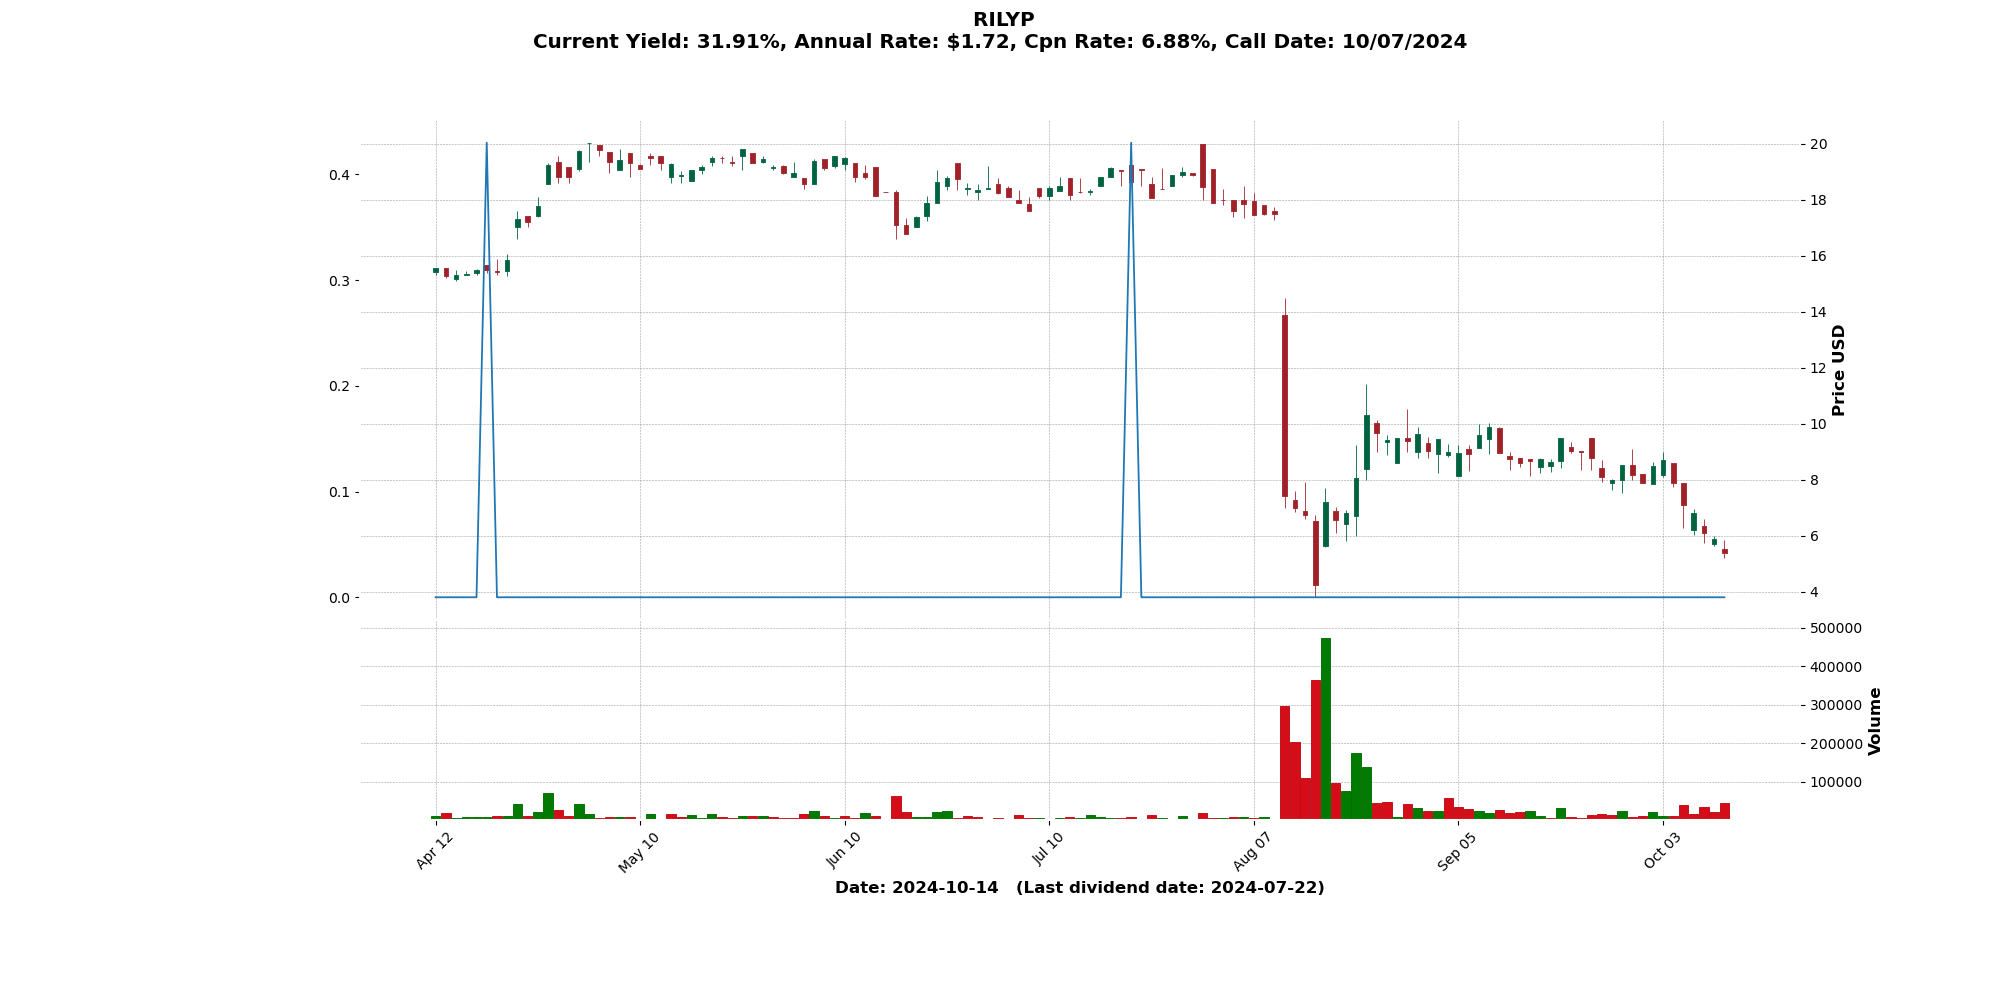 RILYP
Current Yield: 31.91%, Annual Rate: $1.72, Cpn Rate: 6.88%, Call Date: 10/07/2024
0.4
0.3
0.2
0.1
0.0
20
18
16
14
12
10
8
6
4
Price USD
500000
400000
300000
200000
100000
Volume
Apr 12
May 10
Jun 10
Jul 10
Aug 07
Sep 05
Oct 03
Date: 2024-10-14 (Last dividend date: 2024-07-22)